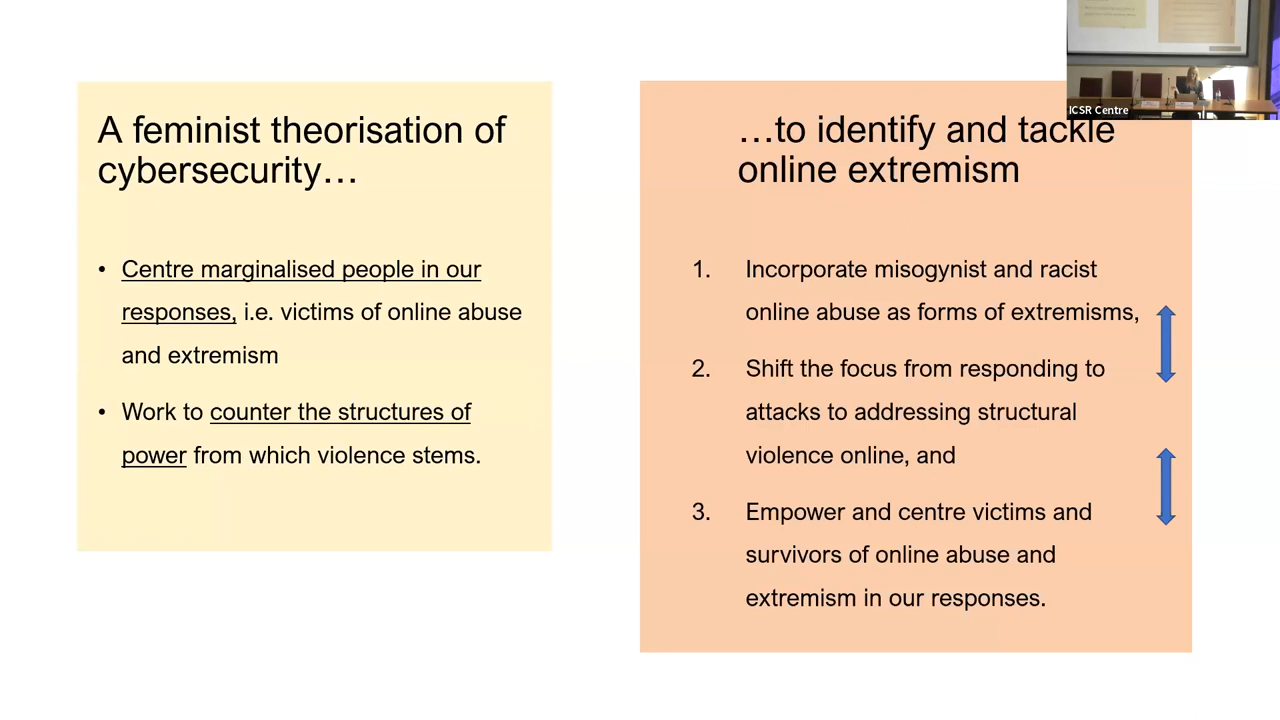 A feminist theorisation of
cybersecurity…
• Centre marginalised people in our
responses, i.e. victims of online abuse
and extremism
• Work to counter the structures of
power from which violence stems.
…to identify and tackle
online extremism
1. Incorporate misogynist and racist
online abuse as forms of extremisms,
2. Shift the focus from responding to
attacks to addressing structural
violence online, and
3. Empower and centre victims and
survivors of online abuse and
extremism in our responses.
ICSR Centre